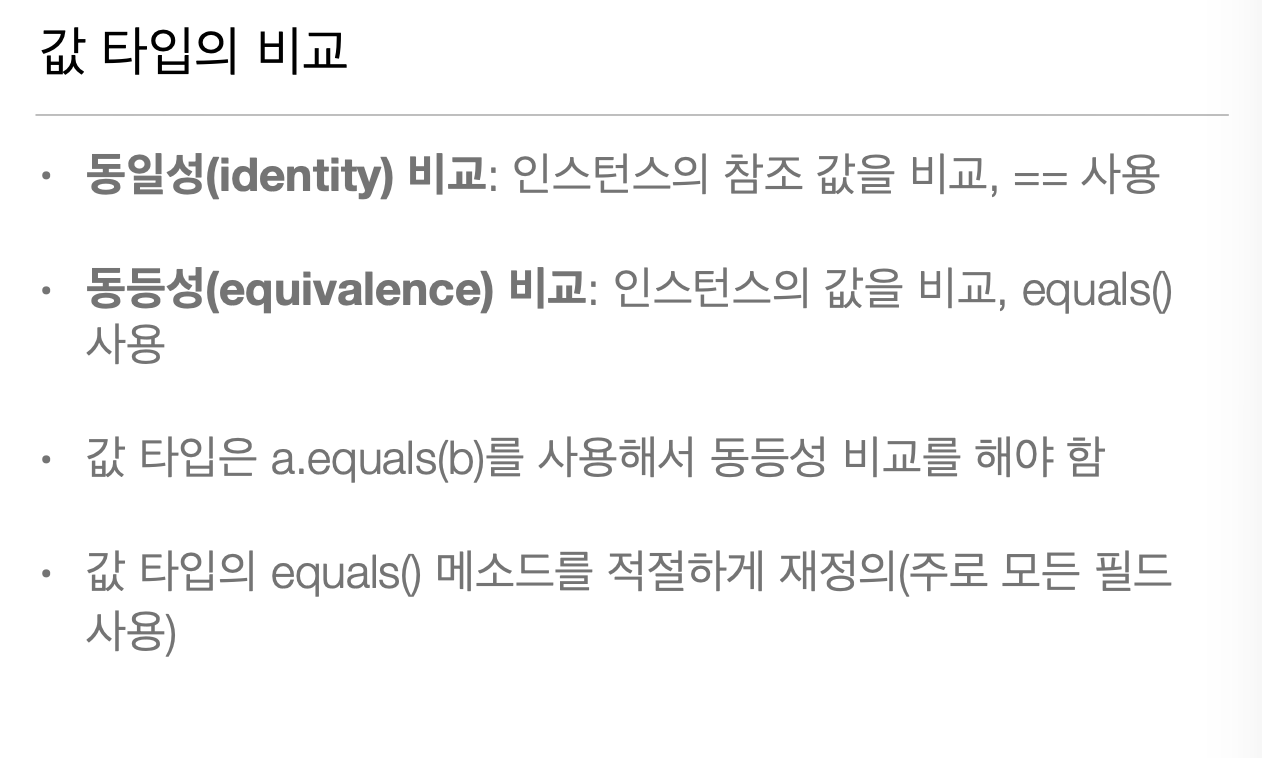 값 타입의 비교
• 동일성(identity) 비교: 인스턴스의 참조 값을 비교, == 사용
• 동등성(equivalence) 비교: 인스턴스의 값을 비교, equals()
사용
• 값 타입은 a.equals(b)를 사용해서 동등성 비교를 해야 함
• 값 타입의 equals() 메소드를 적절하게 재정의(주로 모든 필드
사용)